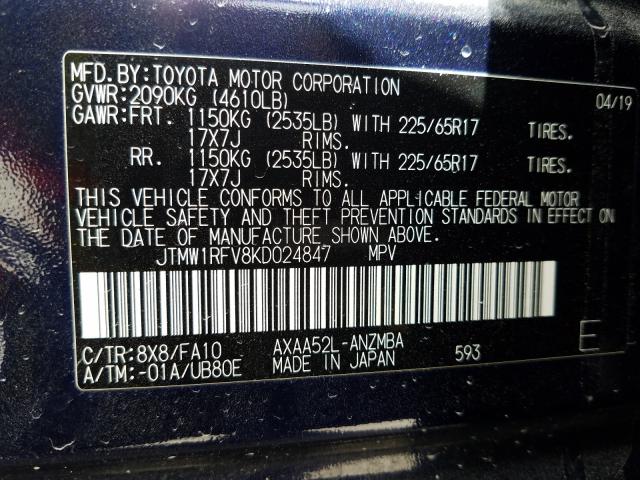 MFD.BY:TOYOTA MOTOR CORPORATION 04/19
GVWR:2090KG (4610LB)
GAWR:FRT. 1150KG (2535LB) WITH 225/65R17 TIRES.
17X7J RIMS.
RR. 1150KG (2535LB) WITH 225/65R17 TIRES.
17X7J RIMS.
THIS VEHICLE CONFORMS TO ALL APPLICABLE FEDERAL MOTOR
VEHICLE SAFETY AND THEFT PREVENTION STANDARDS IN EFFECT ON
THE DATE OF MANUFACTURE SHOWN ABOVE.
JTMW1RFV8KD024847 MPV
C/TR:8X8/FA10 AXAA52L-ANZMBA 593 E
A/TM:-01A/UB80E MADE IN JAPAN